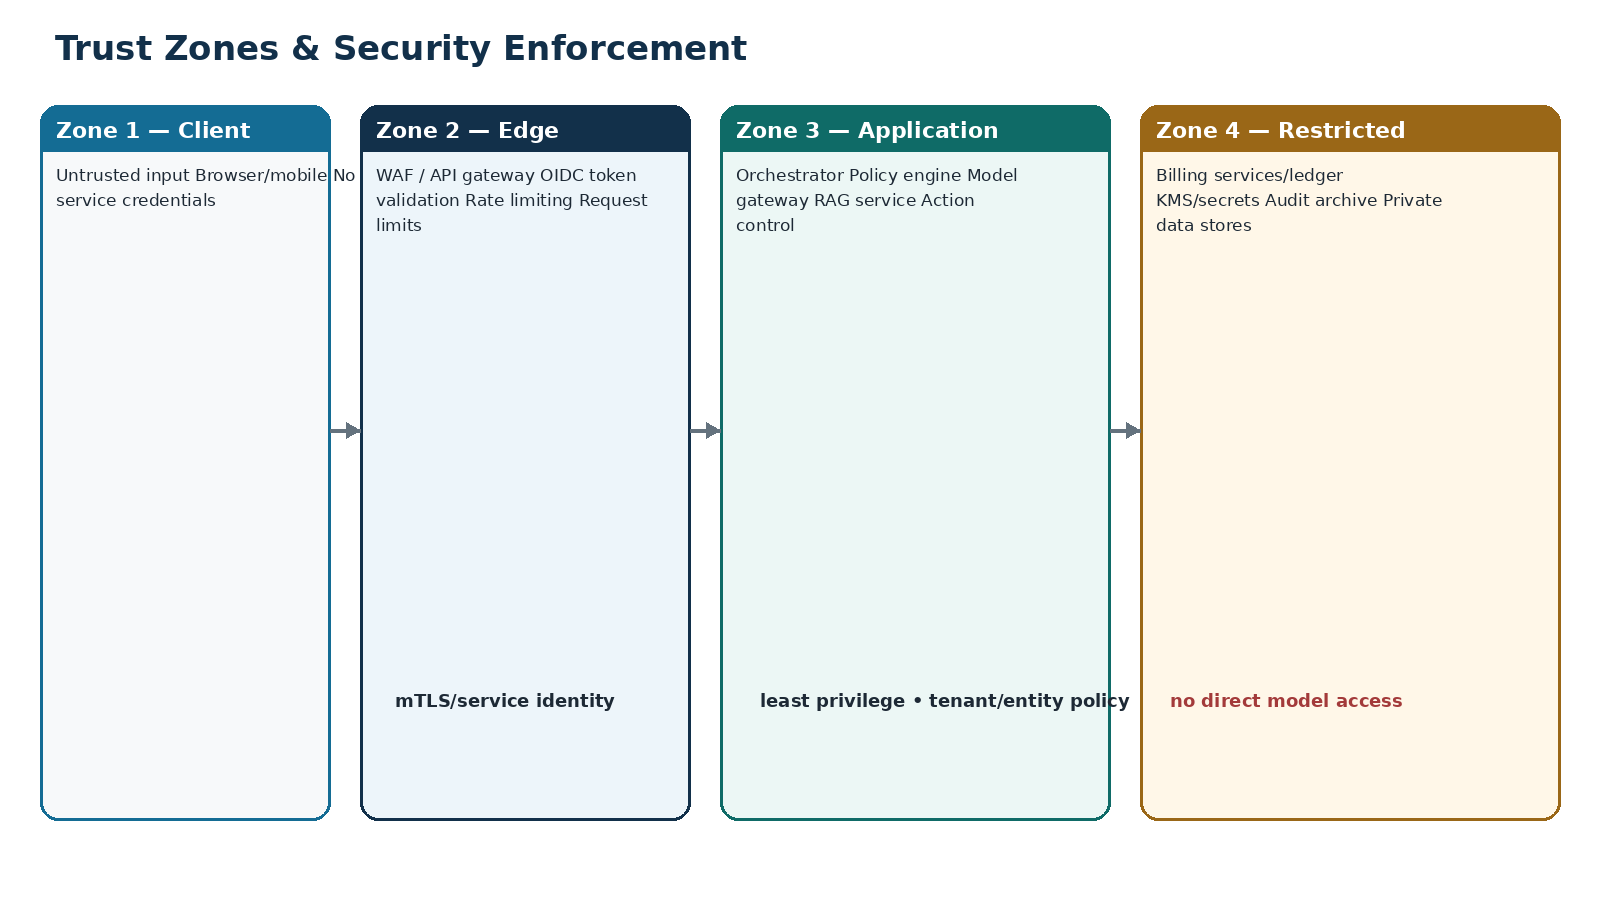 Trust Zones & Security Enforcement
Zone 1 — Client
Untrusted input Browser/mobile No
service credentials
Zone 2 — Edge
WAF / API gateway OIDC token
validation Rate limiting Request
limits
mTLS/service identity
Zone 3 — Application
Orchestrator Policy engine Model
gateway RAG service Action
control
least privilege • tenant/entity policy
Zone 4 — Restricted
Billing services/ledger
KMS/secrets Audit archive Private
data stores
no direct model access